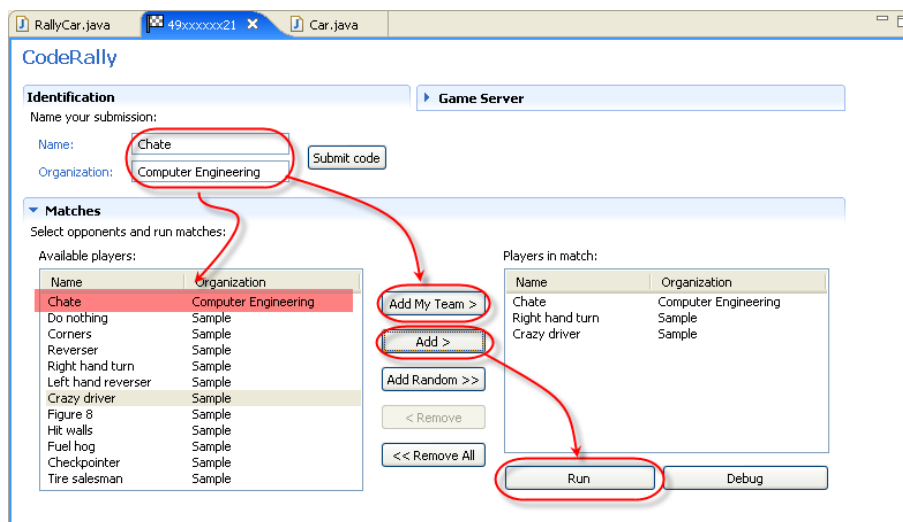 RallyCar.java 49xxxxxx21 Car.java
CodeRally
Identification
Game Server
Name your submission:
Name: Chate
Submit code
Organization: Computer Engineering
Matches
Select opponents and run matches:
Available players:
Players in match:
Name Organization
Name Organization
Chate Computer Engineering
Do nothing Sample
Corners Sample
Reverser Sample
Right hand turn Sample
Left hand reverser Sample
Crazy driver Sample
Figure 8 Sample
Hit walls Sample
Fuel hog Sample
Checkpointer Sample
Tire salesman Sample
Add My Team >
Add >
Add Random >>
< Remove
<< Remove All
Chate Computer Engineering
Right hand turn Sample
Crazy driver Sample
Run Debug